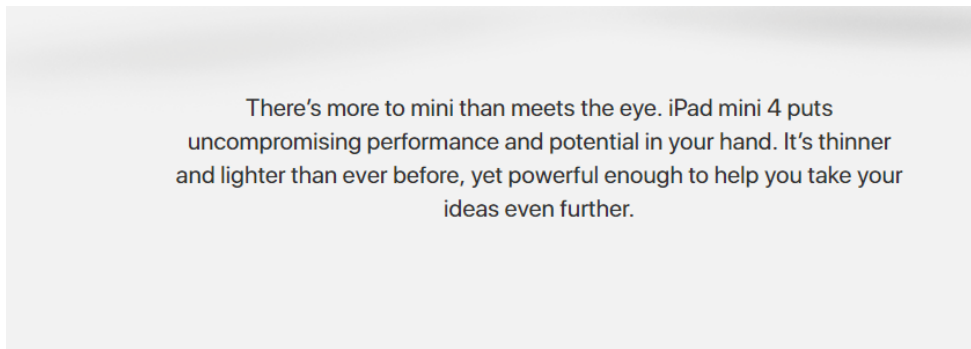 There’s more to mini than meets the eye. iPad mini 4 puts
uncompromising performance and potential in your hand. It’s thinner
and lighter than ever before, yet powerful enough to help you take your
ideas even further.